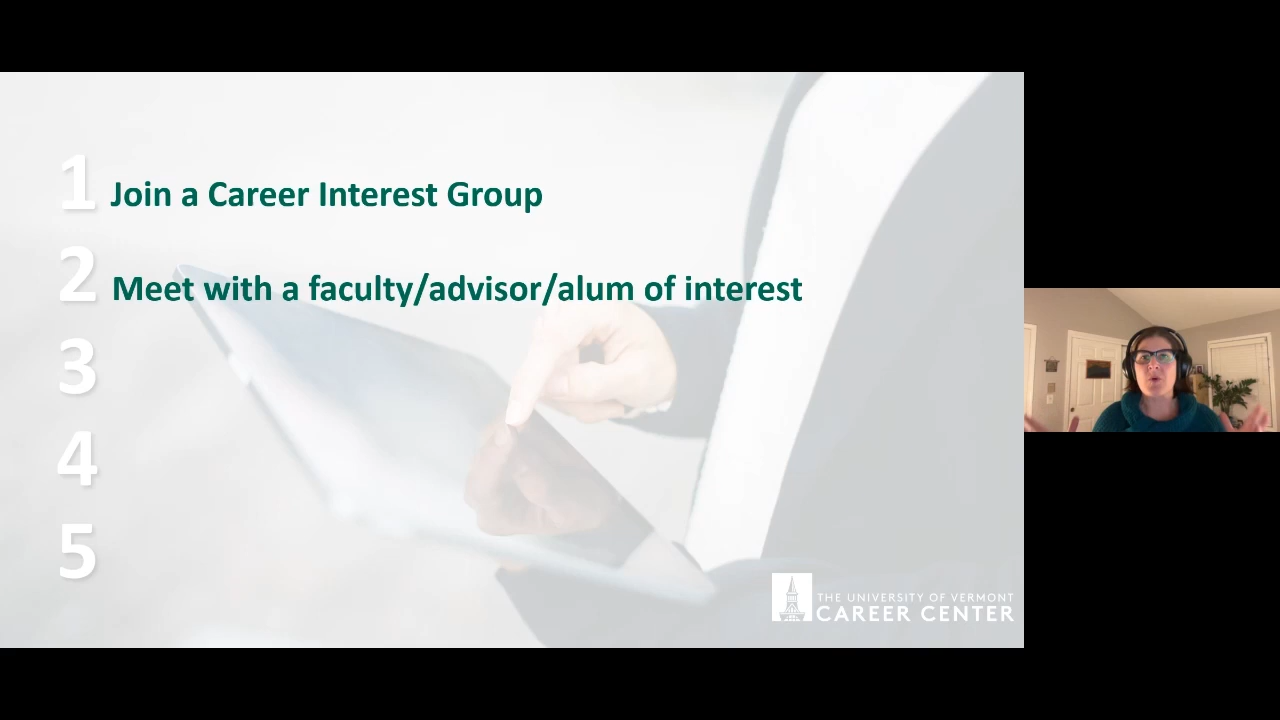 1 Join a Career Interest Group
2 Meet with a faculty/advisor/alum of interest
3
4
5
THE UNIVERSITY OF VERMONT
CAREER CENTER